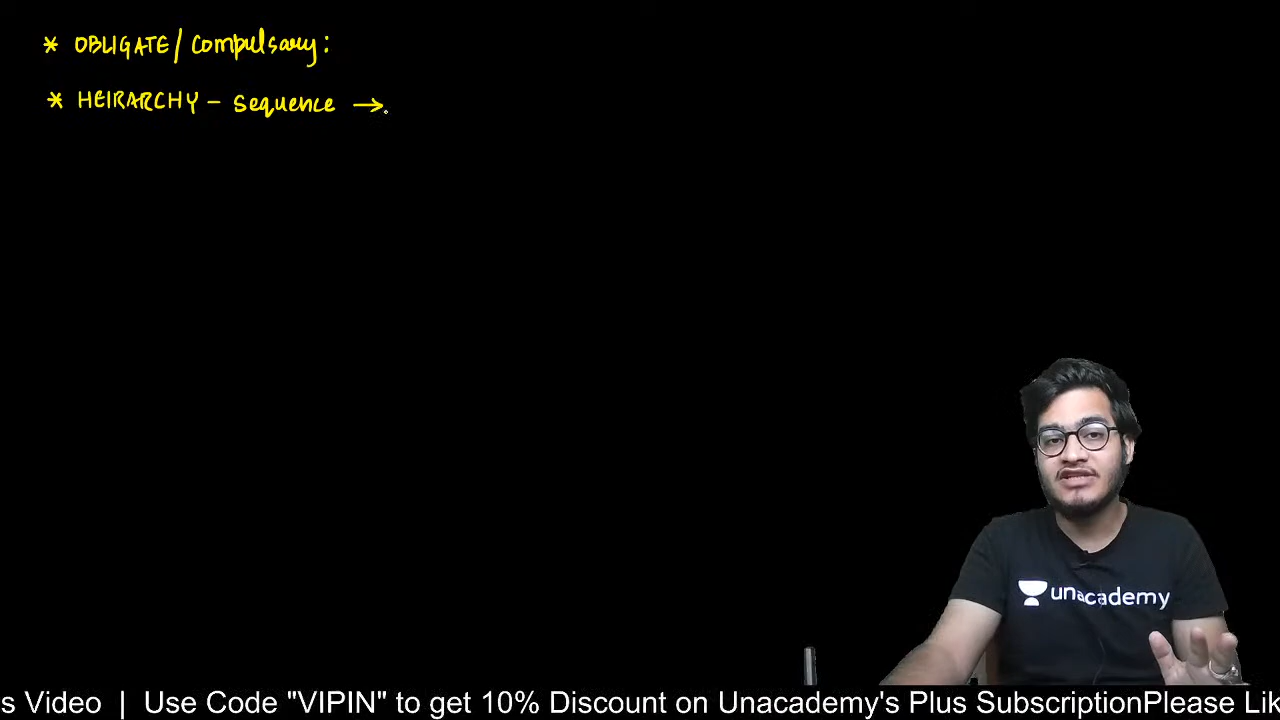 * OBLIGATE/Compulsary:
* HEIRARCHY - Sequence →
unacademy
s Video | Use Code "VIPIN" to get 10% Discount on Unacademy's Plus SubscriptionPlease Lik